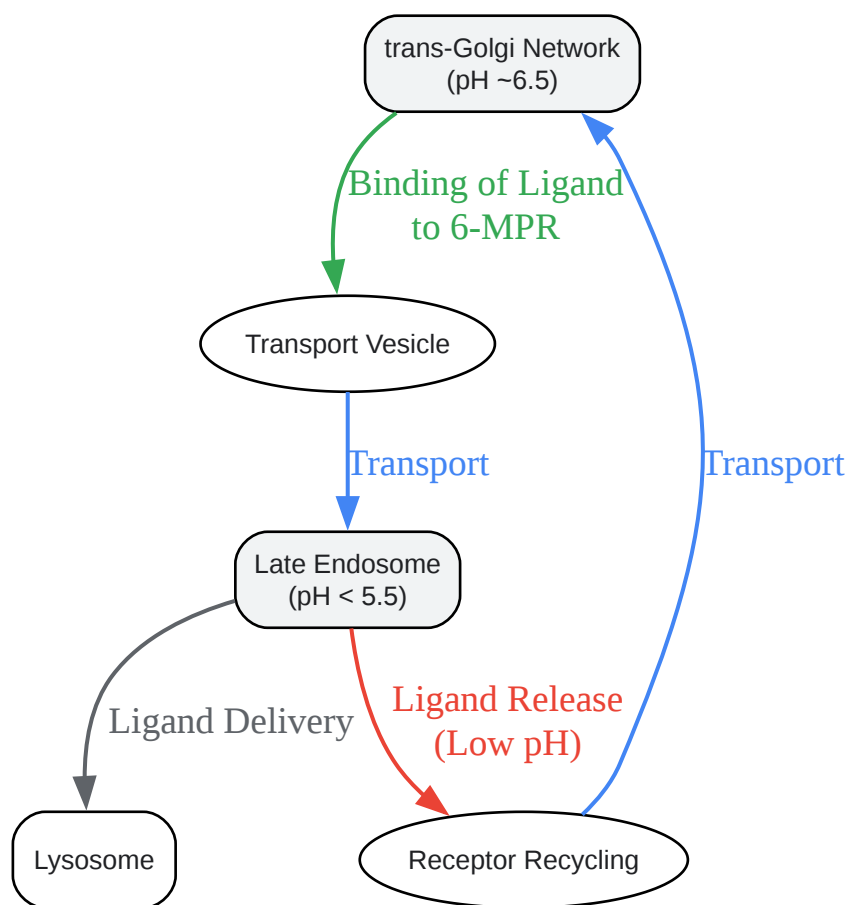 trans-Golgi Network
(pH ~6.5)
Binding of Ligand
to 6-MPR
Transport Vesicle
Transport
Transport
Late Endosome
(pH < 5.5)
Ligand Release
(Low pH)
Ligand Delivery
Lysosome
Receptor Recycling